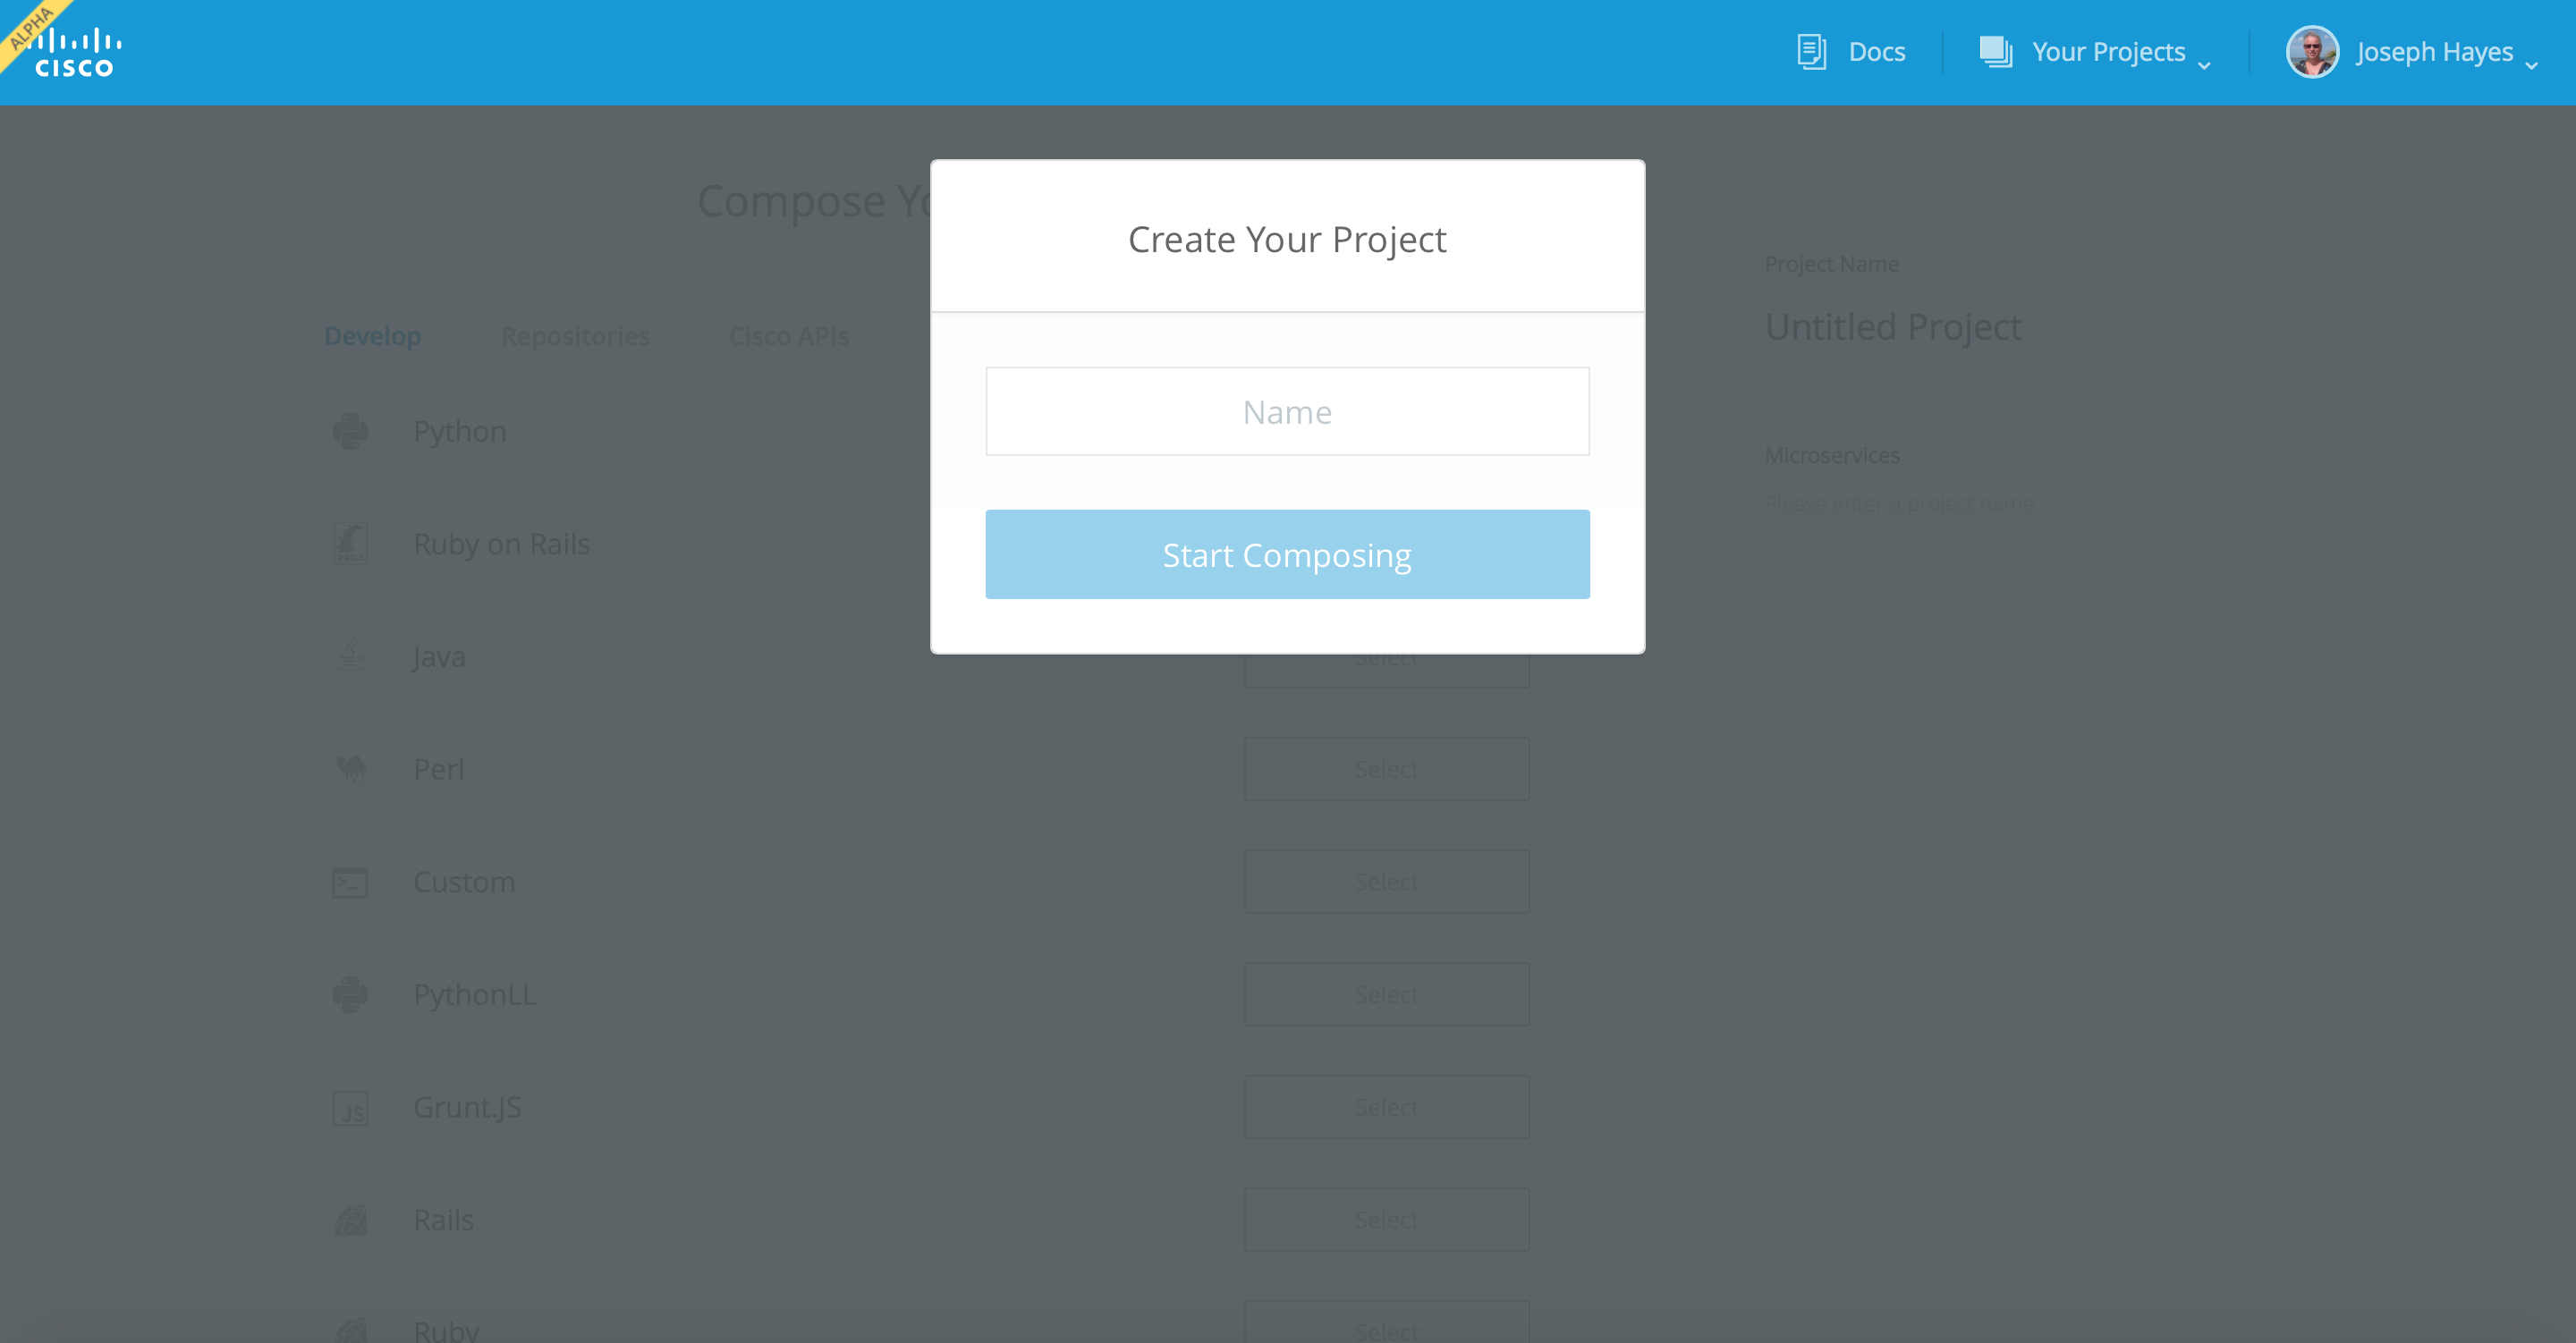 ALPHA
CISCO
Docs
Your Projects
Joseph Hayes
Compose Yo
Create Your Project
Name
Start Composing
Project Name
Untitled Project
Microservices
Please enter a project name.
Develop
Repositories
Cisco APIs
Python
Ruby on Rails
RAILS
Java
Select
Perl
Select
Custom
Select
PythonLL
Select
JS
Grunt.JS
Select
Rails
Select
Ruby
Select